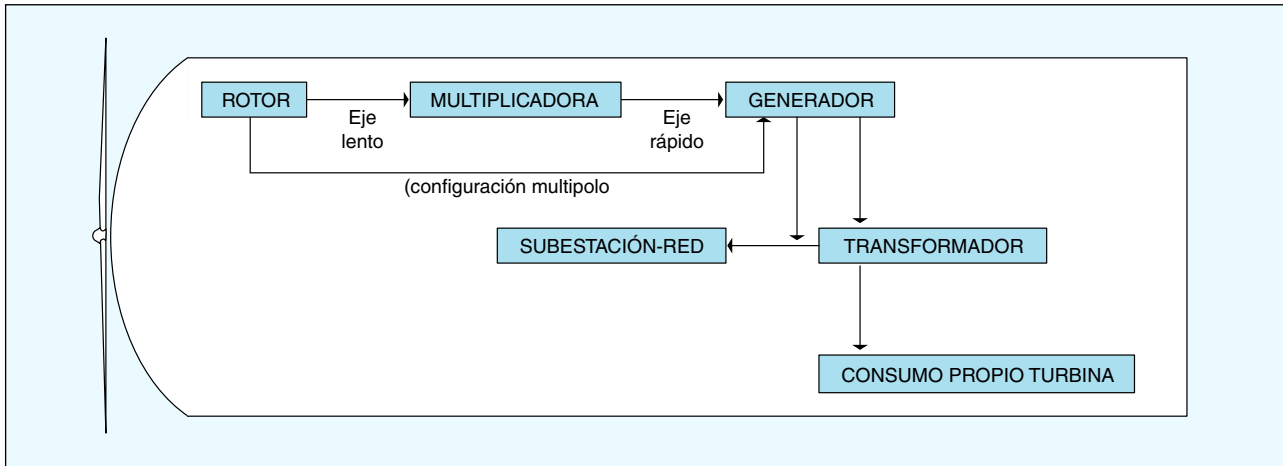 ROTOR
MULTIPLICADORA
GENERADOR
Eje
lento
Eje
rápido
(configuración multipolo
SUBESTACIÓN-RED
TRANSFORMADOR
CONSUMO PROPIO TURBINA